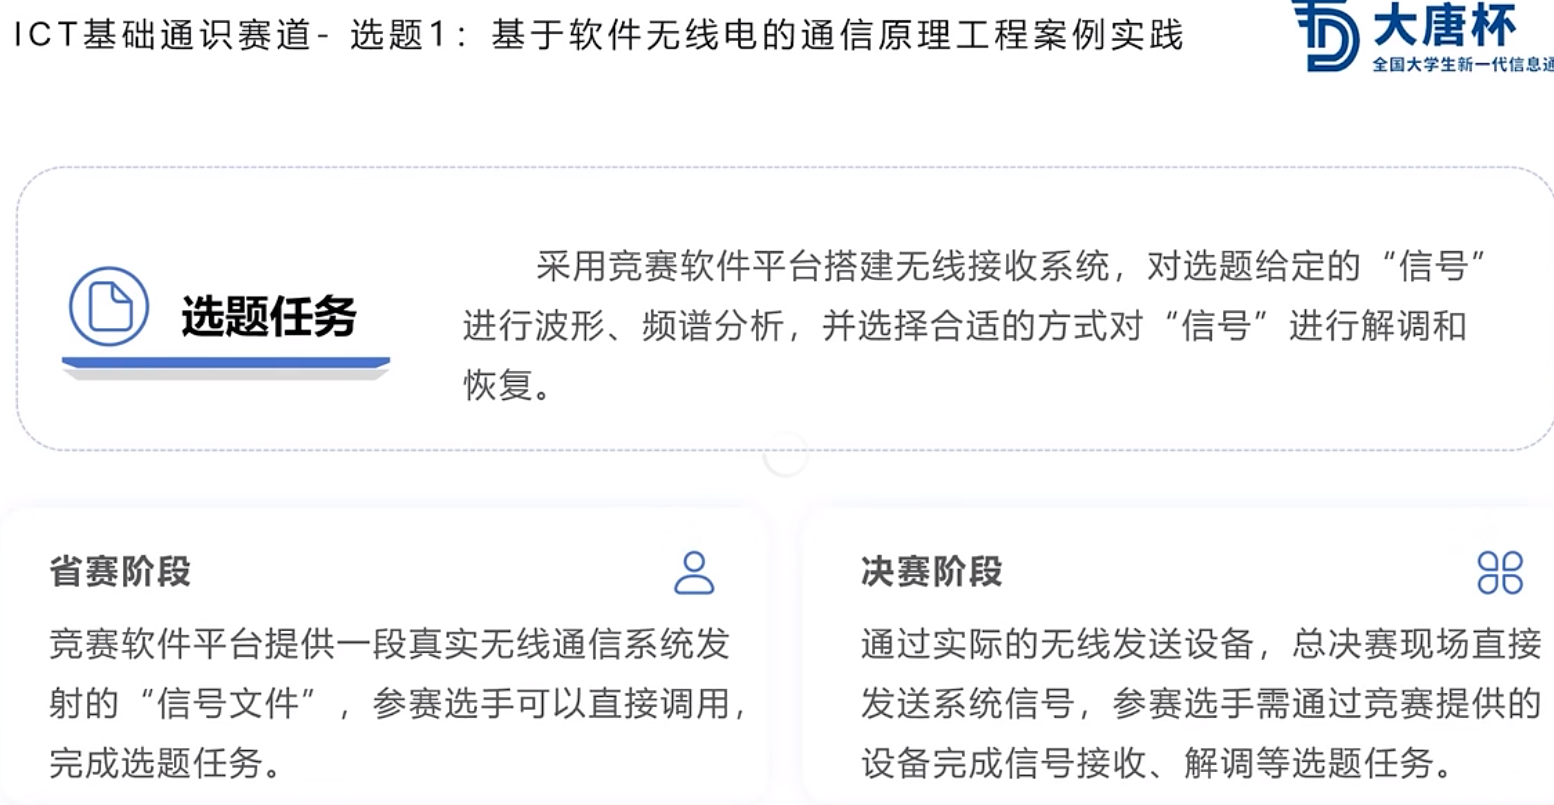 ICT基础通识赛道- 选题1：基于软件无线电的通信原理工程案例实践
大唐杯
全国大学生新一代信息通
选题任务
采用竞赛软件平台搭建无线接收系统，对选题给定的“信号”
进行波形、频谱分析，并选择合适的方式对“信号”进行解调和
恢复。
省赛阶段
竞赛软件平台提供一段真实无线通信系统发
射的“信号文件”，参赛选手可以直接调用，
完成选题任务。
决赛阶段
通过实际的无线发送设备，总决赛现场直接
发送系统信号，参赛选手需通过竞赛提供的
设备完成信号接收、解调等选题任务。